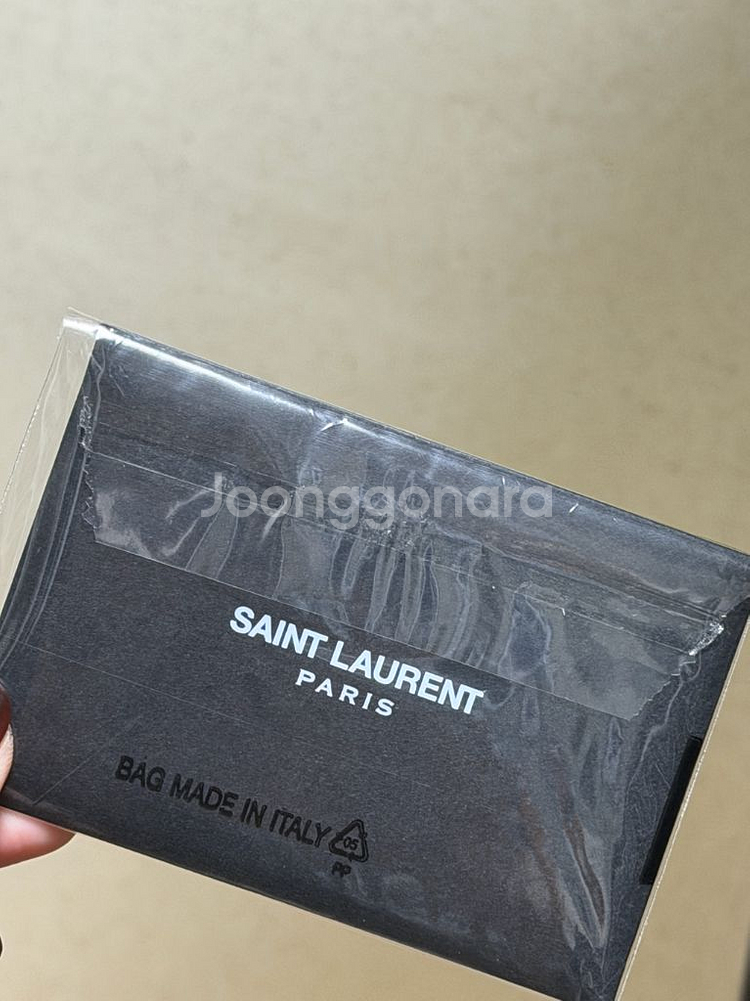 Joonggonara
SAINT LAURENT
PARIS
BAG MADE IN ITALY
05
PP